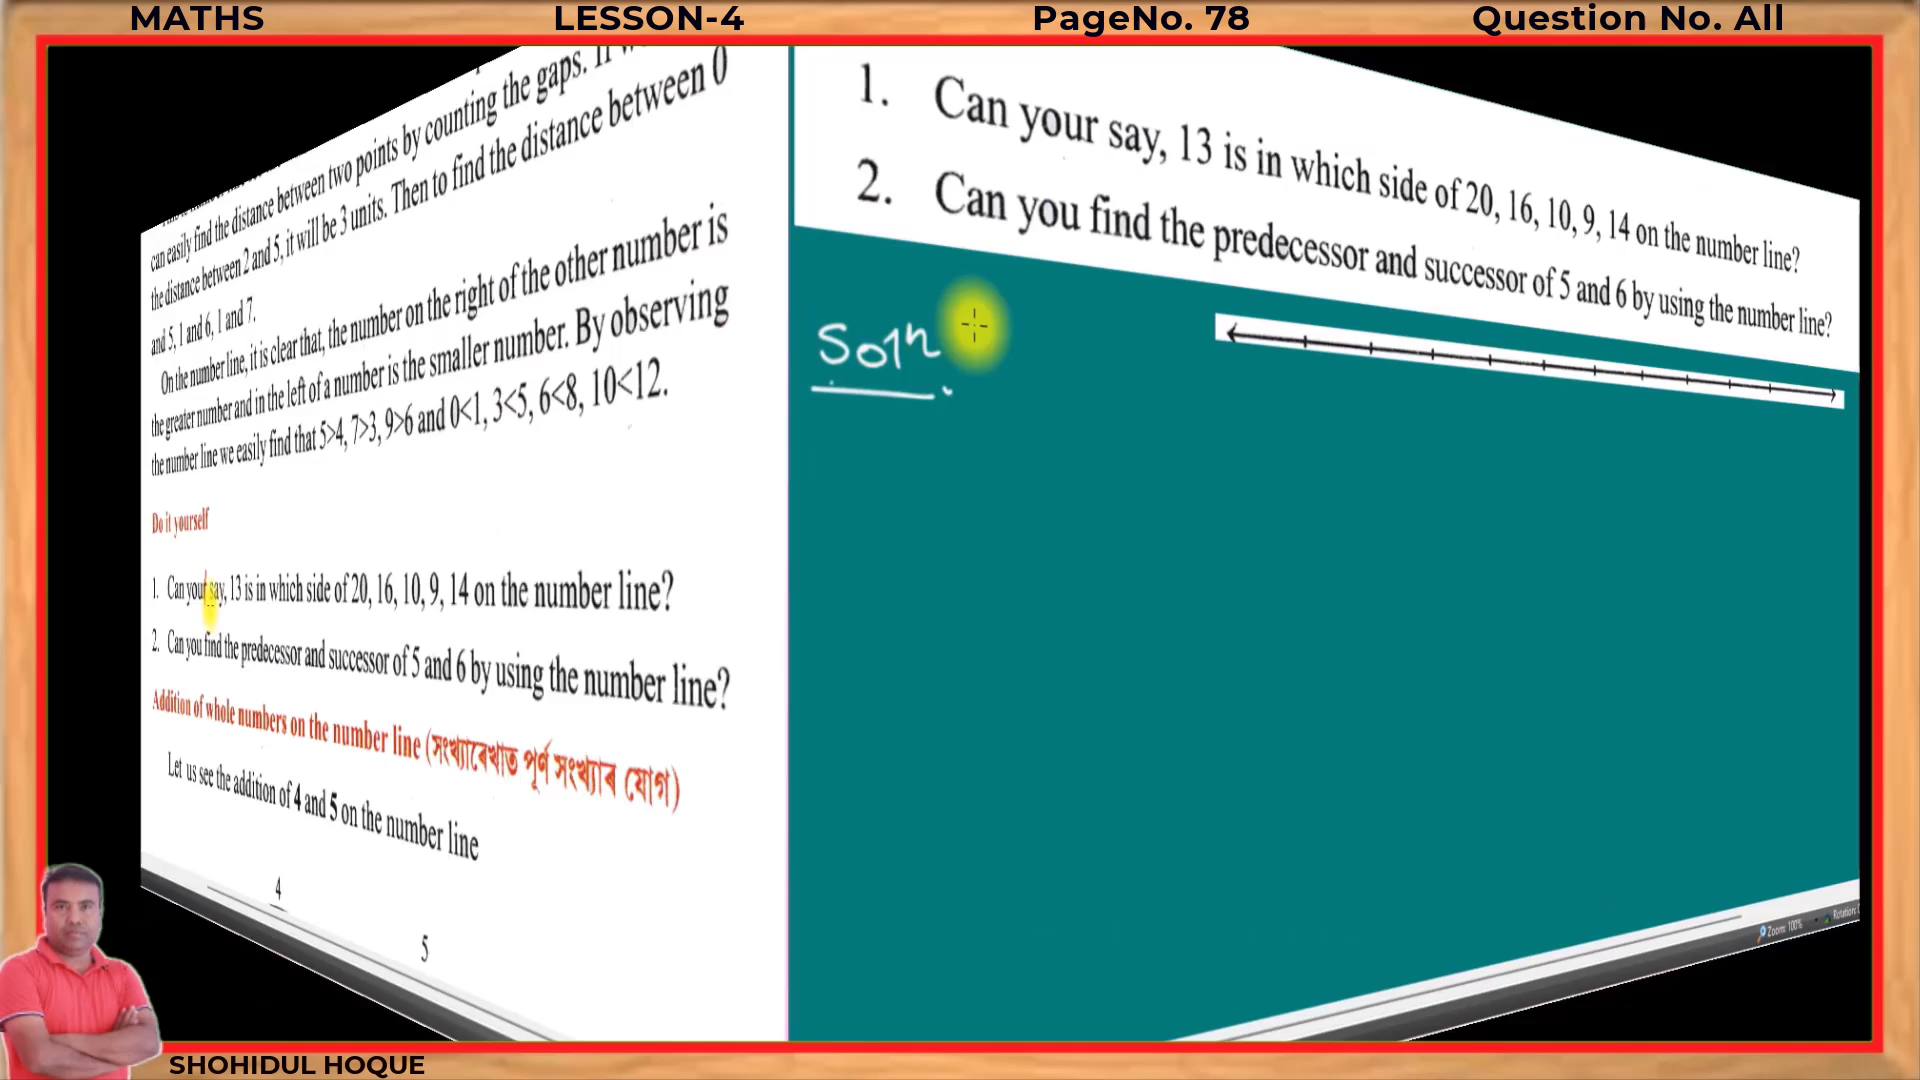 MATHS LESSON-4 PageNo. 78 Question No. All
can easily find the distance between two points by counting the gaps. If
the distance between 2 and 5, it will be 3 units. Then to find the distance between 0
and 5, 1 and 6, 1 and 7.
On the number line, it is clear that, the number on the right of the other number is
the greater number and in the left of a number is the smaller number. By observing
the number line we easily find that 5>4, 7>3, 9>6 and 0<1, 3<5, 6<8, 10<12.
Do it yourself
1. Can your say, 13 is in which side of 20, 16, 10, 9, 14 on the number line?
2. Can you find the predecessor and successor of 5 and 6 by using the number line?
Addition of whole numbers on the number line (সংখ্যাৰেখাত পূৰ্ণ সংখ্যাৰ যোগ)
Let us see the addition of 4 and 5 on the number line
4
5
1. Can your say, 13 is in which side of 20, 16, 10, 9, 14 on the number line?
2. Can you find the predecessor and successor of 5 and 6 by using the number line?
Soln
Zoom: 100% Rotation:
SHOHIDUL HOQUE